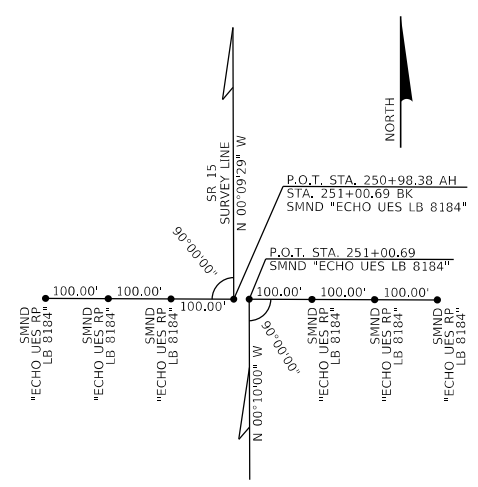 NORTH
SR 15
SURVEY LINE
N 00°09'29" W
P.O.T. STA. 250+98.38 AH
STA. 251+00.69 BK
SMND "ECHO UES LB 8184"
P.O.T. STA. 251+00.69
SMND "ECHO UES LB 8184"
90°00'00"
100.00' 100.00' 100.00' 100.00' 100.00' 100.00'
90°00'00"
N 00°10'00" W
SMND
"ECHO UES RP
LB 8184"
SMND
"ECHO UES RP
LB 8184"
SMND
"ECHO UES RP
LB 8184"
SMND
"ECHO UES RP
LB 8184"
SMND
"ECHO UES RP
LB 8184"
SMND
"ECHO UES RP
LB 8184"